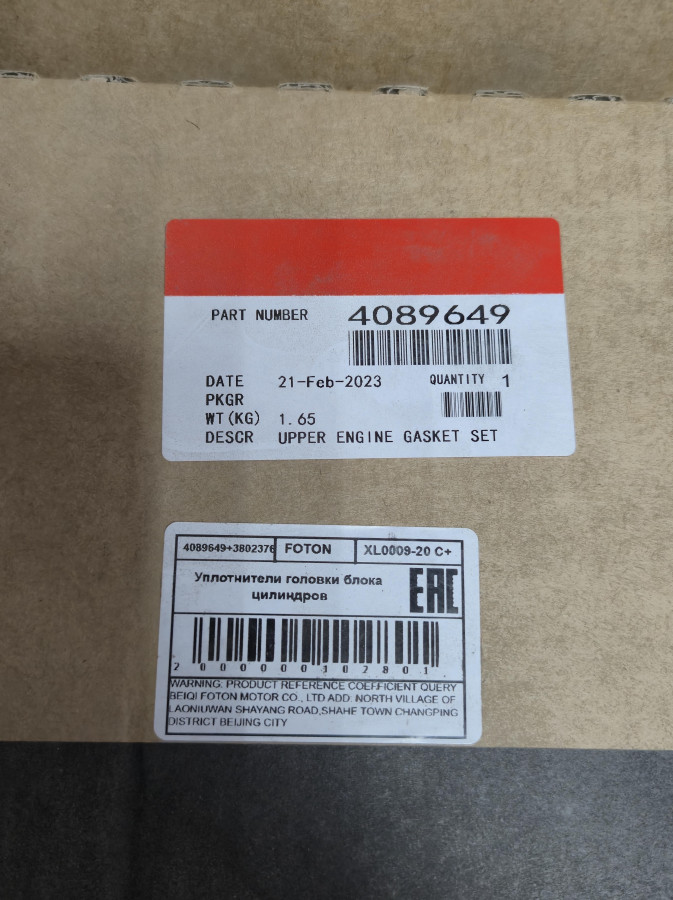 PART NUMBER 4089649
DATE 21-Feb-2023 QUANTITY 1
PKGR
WT(KG) 1.65
DESCR UPPER ENGINE GASKET SET
4089649+3802376 FOTON XL0009-20 C+
Уплотнители головки блока
цилиндров
EAC
2000000102801
WARNING: PRODUCT REFERENCE COEFFICIENT QUERY
BEIQI FOTON MOTOR CO., LTD ADD: NORTH VILLAGE OF
LAONIUWAN SHAYANG ROAD,SHAHE TOWN CHANGPING
DISTRICT BEIJING CITY